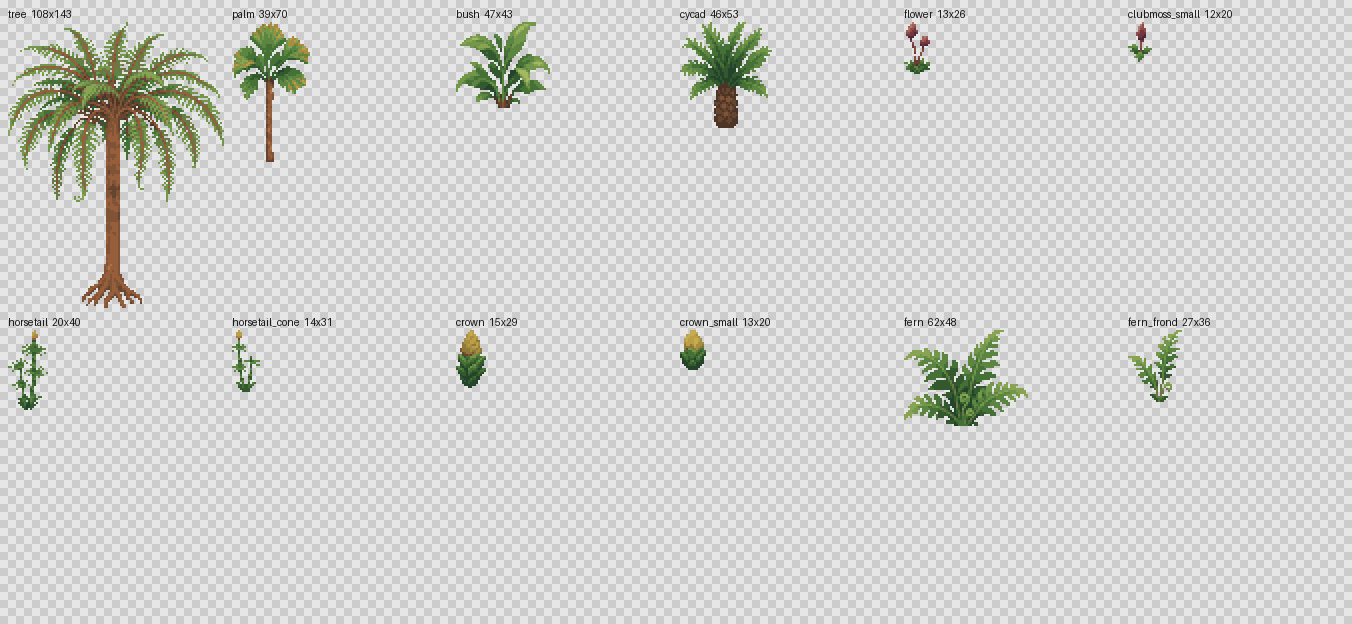 tree 108x143
palm 39x70
bush 47x43
cycad 46x53
flower 13x26
clubmoss_small 12x20
horsetail 20x40
horsetail_cone 14x31
crown 15x29
crown_small 13x20
fern 62x48
fern_frond 27x36